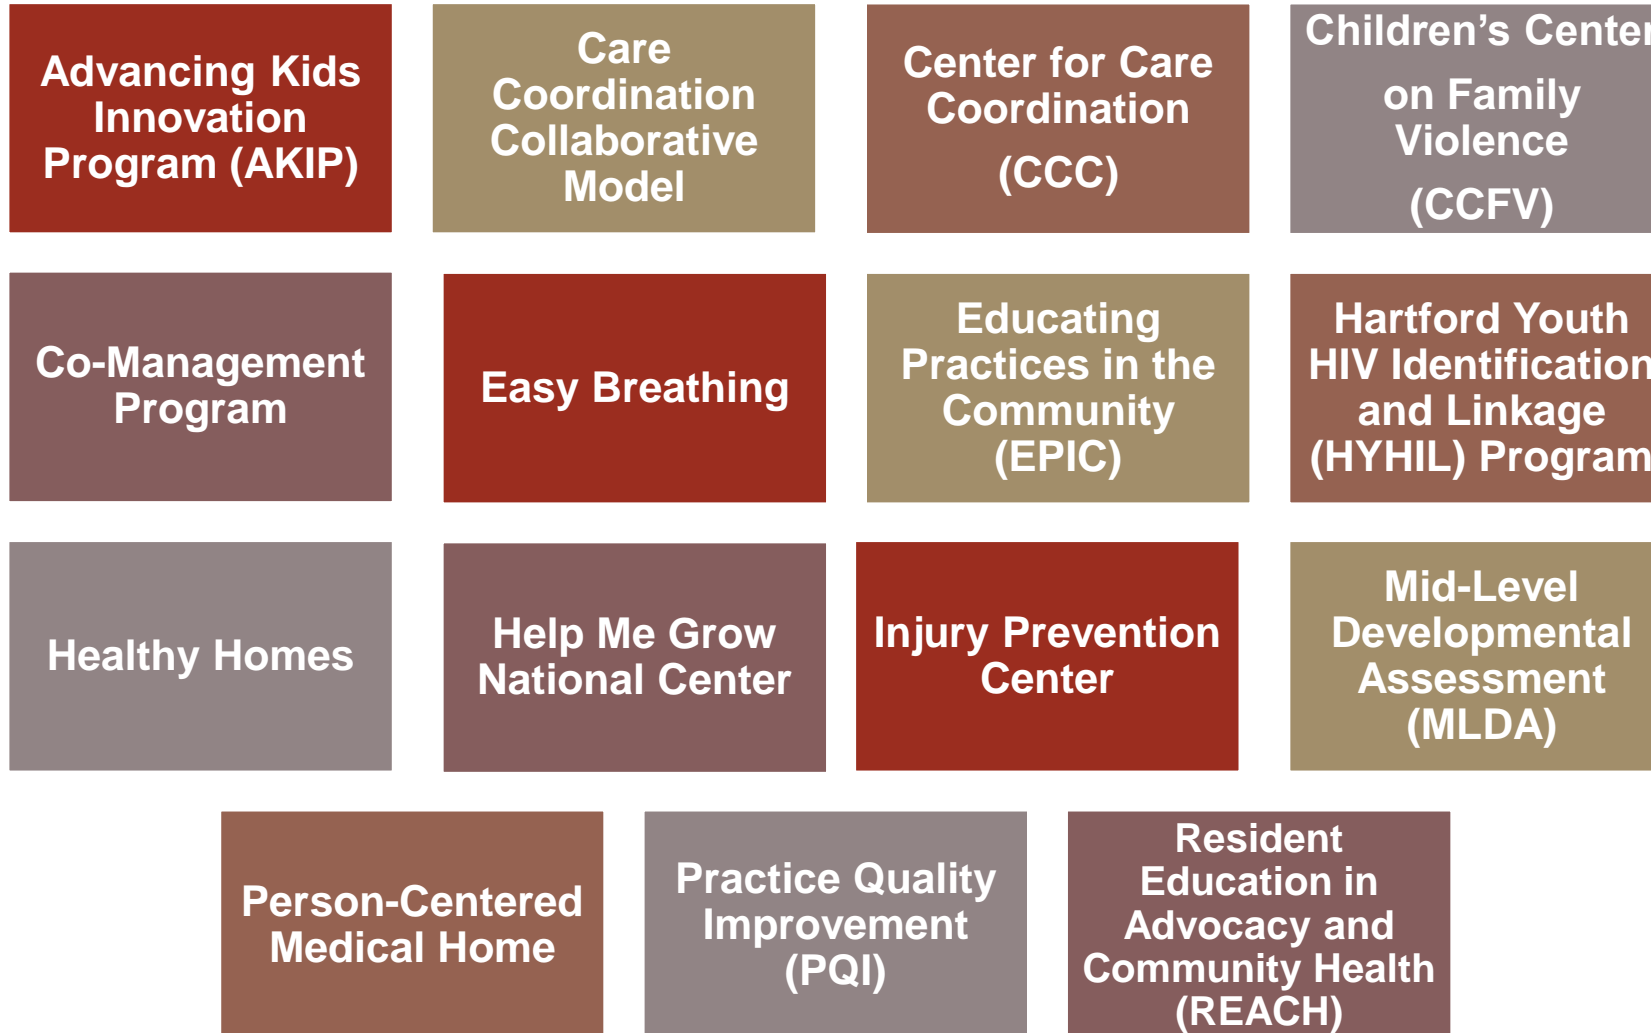 Advancing Kids
Innovation
Program (AKIP)
Care
Coordination
Collaborative
Model
Center for Care
Coordination
(CCC)
Children’s Center
on Family
Violence
(CCFV)
Co-Management
Program
Easy Breathing
Educating
Practices in the
Community
(EPIC)
Hartford Youth
HIV Identification
and Linkage
(HYHIL) Program
Healthy Homes
Help Me Grow
National Center
Injury Prevention
Center
Mid-Level
Developmental
Assessment
(MLDA)
Person-Centered
Medical Home
Practice Quality
Improvement
(PQI)
Resident
Education in
Advocacy and
Community Health
(REACH)